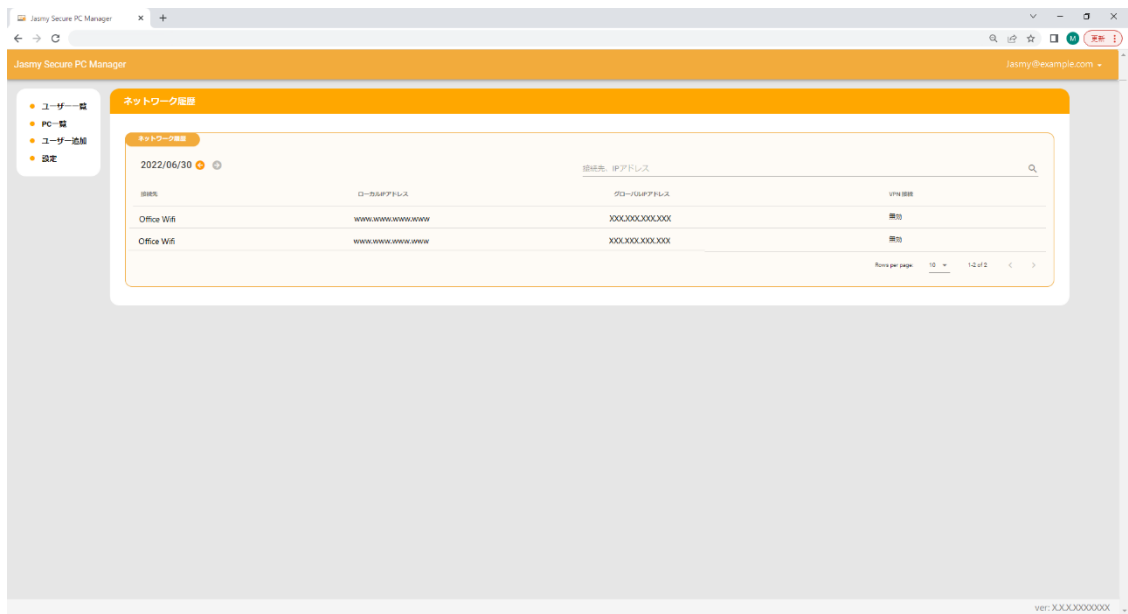 Jasmy Secure PC Manager
M 更新
Jasmy Secure PC Manager Jasmy@example.com
ユーザー一覧
PC一覧
ユーザー追加
設定
ネットワーク履歴
ネットワーク履歴
2022/06/30 接続先、IPアドレス
接続先 ローカルIPアドレス グローバルIPアドレス VPN 接続
Office Wifi www.www.www.www XXX.XXX.XXX.XXX 無効
Office Wifi www.www.www.www XXX.XXX.XXX.XXX 無効
Rows per page: 10 1-2 of 2
ver: X.X.XXXXXXXX